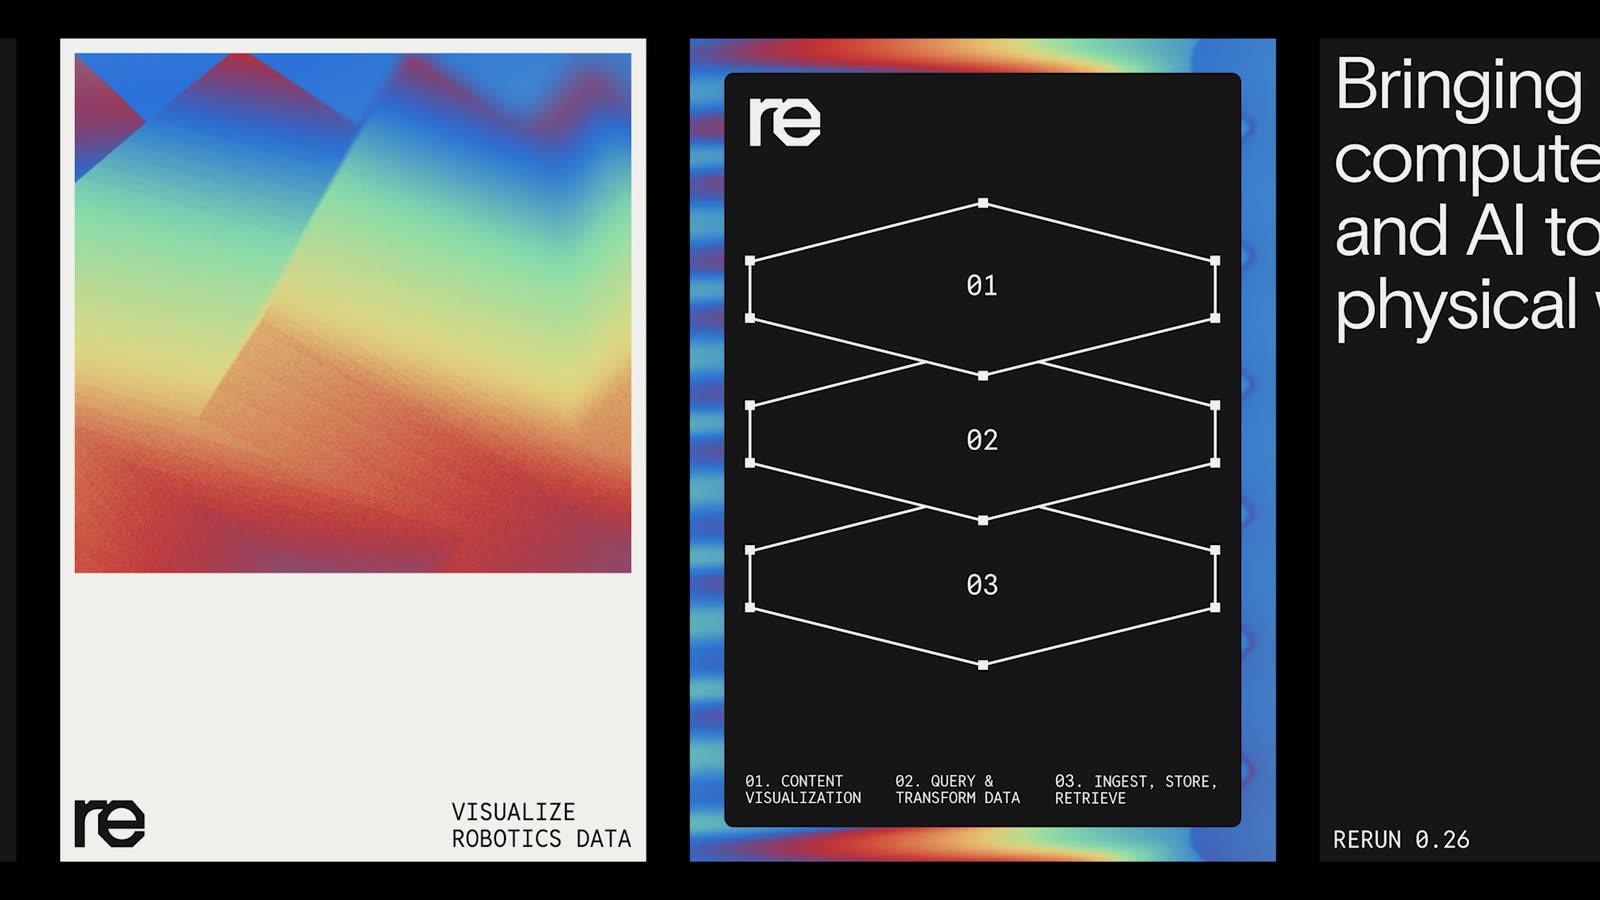 re
VISUALIZE
ROBOTICS DATA
re
01
02
03
01. CONTENT
VISUALIZATION
02. QUERY &
TRANSFORM DATA
03. INGEST, STORE,
RETRIEVE
Bringing
compute
and AI to
physical
RERUN 0.26